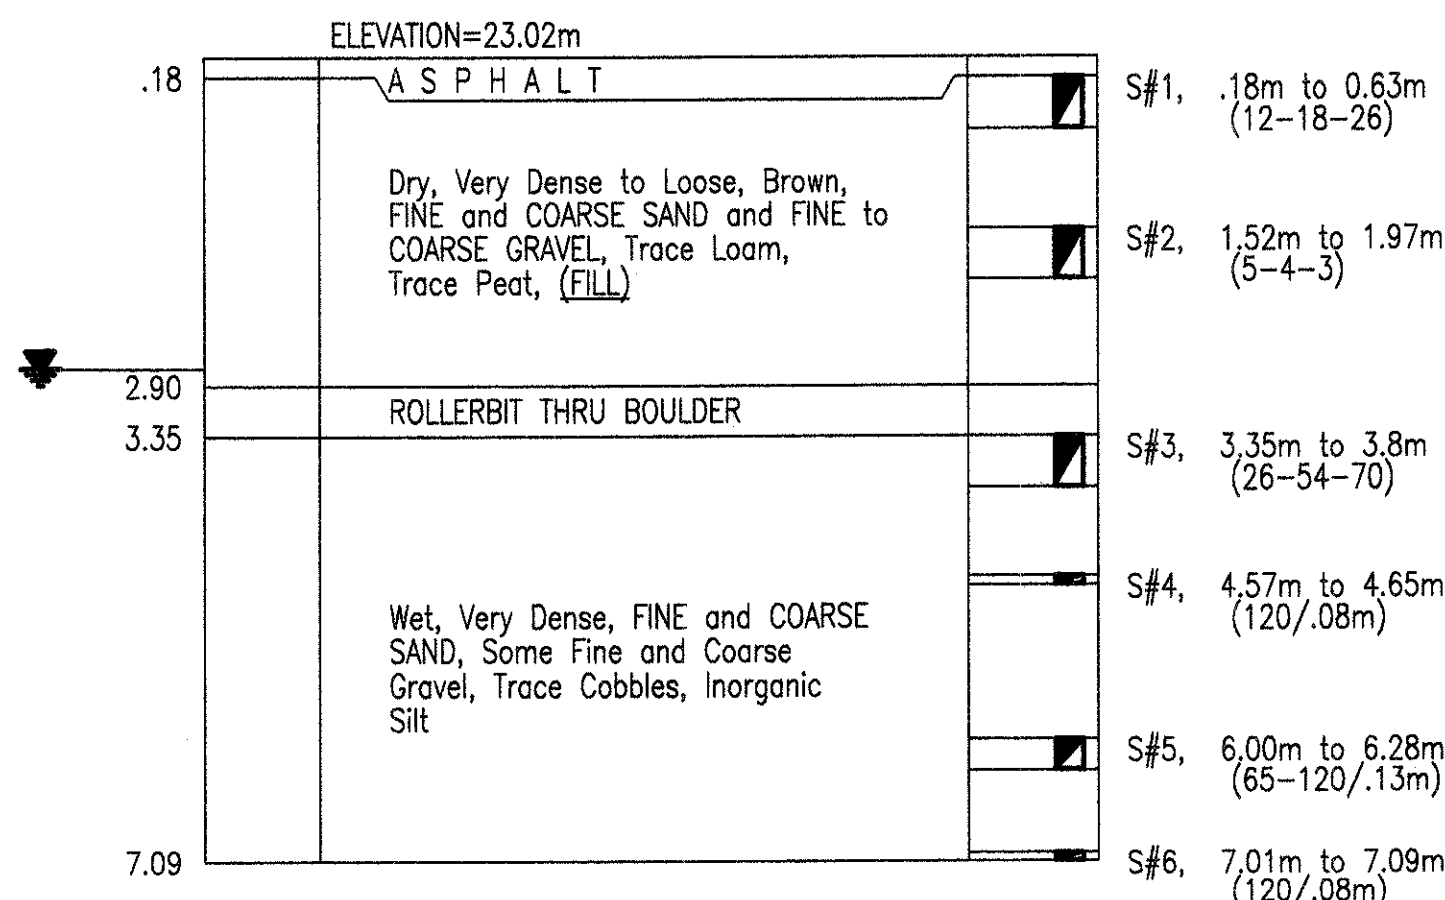 ELEVATION=23.02m
.18
A S P H A L T
S#1, .18m to 0.63m
(12-18-26)
Dry, Very Dense to Loose, Brown,
FINE and COARSE SAND and FINE to
COARSE GRAVEL, Trace Loam,
Trace Peat, (FILL)
S#2, 1.52m to 1.97m
(5-4-3)
2.90
ROLLERBIT THRU BOULDER
3.35
S#3, 3.35m to 3.8m
(26-54-70)
S#4, 4.57m to 4.65m
(120/.08m)
Wet, Very Dense, FINE and COARSE
SAND, Some Fine and Coarse
Gravel, Trace Cobbles, Inorganic
Silt
S#5, 6.00m to 6.28m
(65-120/.13m)
7.09
S#6, 7.01m to 7.09m
(120/.08m)